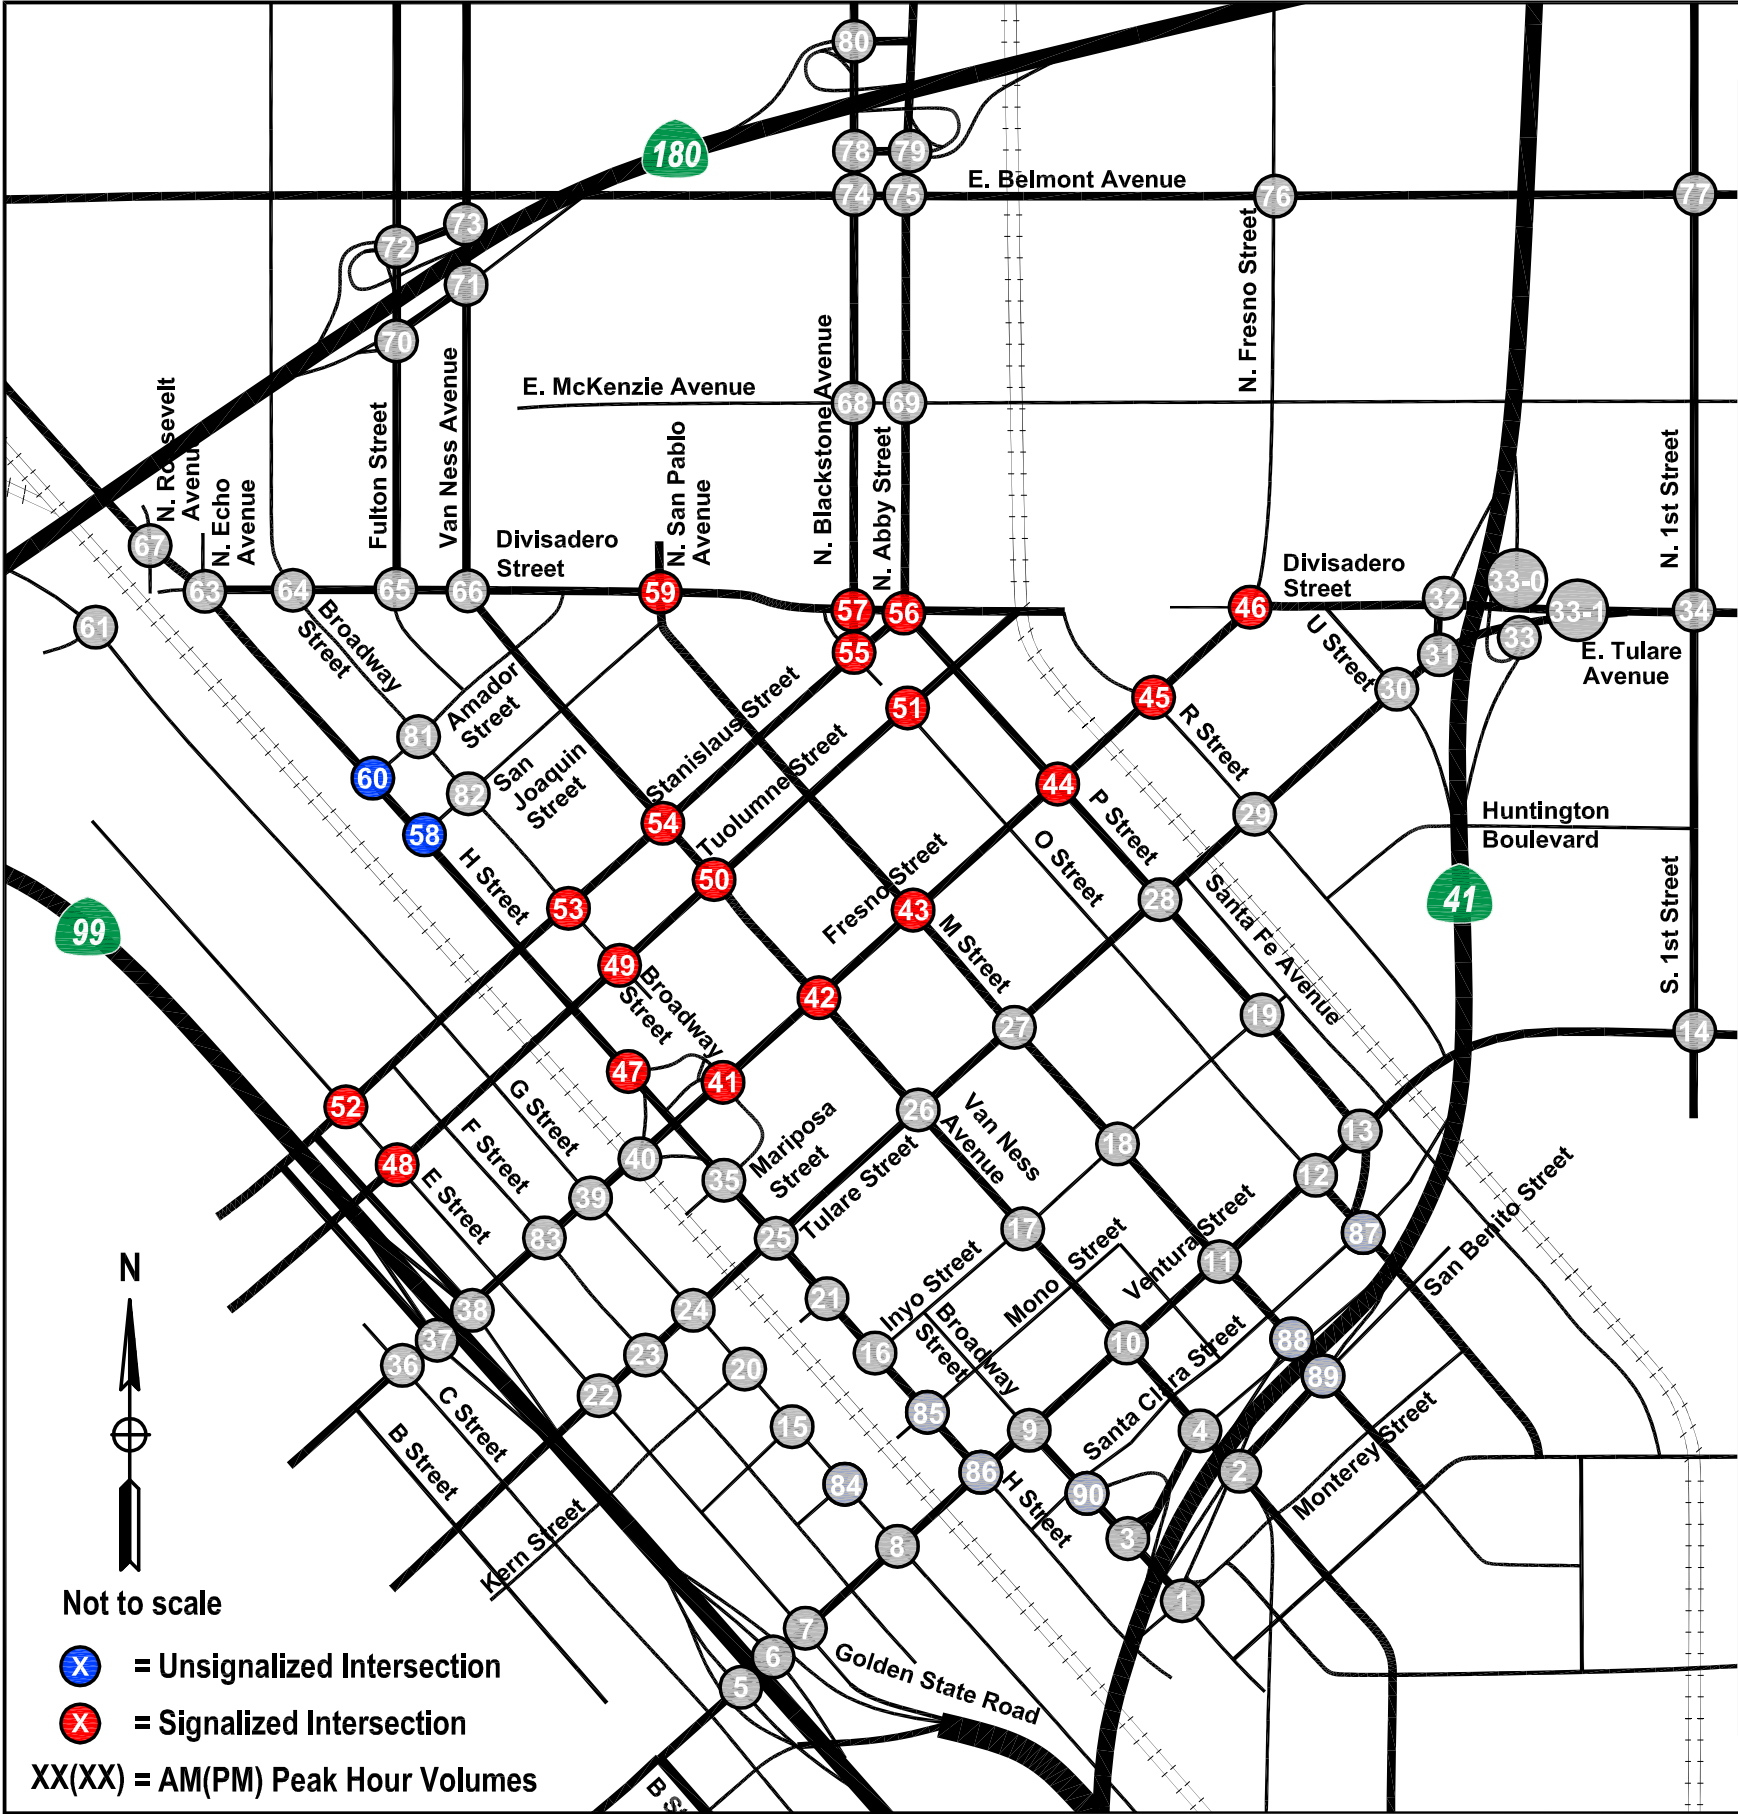 80
180
78
79
E. Belmont Avenue
74
75
76
77
73
72
71
70
N. Fresno Street
N. Blackstone Avenue
Van Ness Avenue
E. McKenzie Avenue
68
69
N. Roosevelt
Avenue
Fulton Street
N. San Pablo
Avenue
N. Abby Street
N. 1st Street
N. Echo
Avenue
67
Divisadero
Street
Divisadero
Street
63
64
65
66
59
57
56
46
32
33-0
33-1
34
61
Broadway
Street
55
U Street
31
33
E. Tulare
Avenue
30
Amador
Street
51
45
R Street
81
Stanislaus Street
60
San
Joaquin
Street
82
Tuolumne Street
44
P Street
29
Huntington
Boulevard
58
54
H Street
50
O Street
Fresno Street
28
41
53
43
99
Santa Fe Avenue
M Street
S. 1st Street
49
Broadway
Street
42
27
19
14
47
41
52
G Street
26
Van Ness
Avenue
Mariposa
Street
F Street
13
18
48
40
35
12
E Street
39
Tulare Street
San Benito Street
83
25
17
87
Ventura Street
Mono Street
Inyo Street
11
N
21
38
24
Broadway
Street
37
16
10
88
36
23
20
Santa Clara Street
89
22
C Street
85
15
9
4
Monterey Street
B Street
86
H Street
2
84
90
Kern Street
8
3
Not to scale
1
7
6
5
Golden State Road
X = Unsignalized Intersection
X = Signalized Intersection
XX(XX) = AM(PM) Peak Hour Volumes
B St